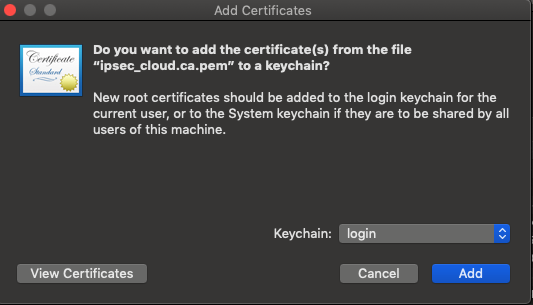 Add Certificates
Certificate
Standard
Do you want to add the certificate(s) from the file
“ipsec_cloud.ca.pem” to a keychain?
New root certificates should be added to the login keychain for the
current user, or to the System keychain if they are to be shared by all
users of this machine.
Keychain: login
View Certificates Cancel Add